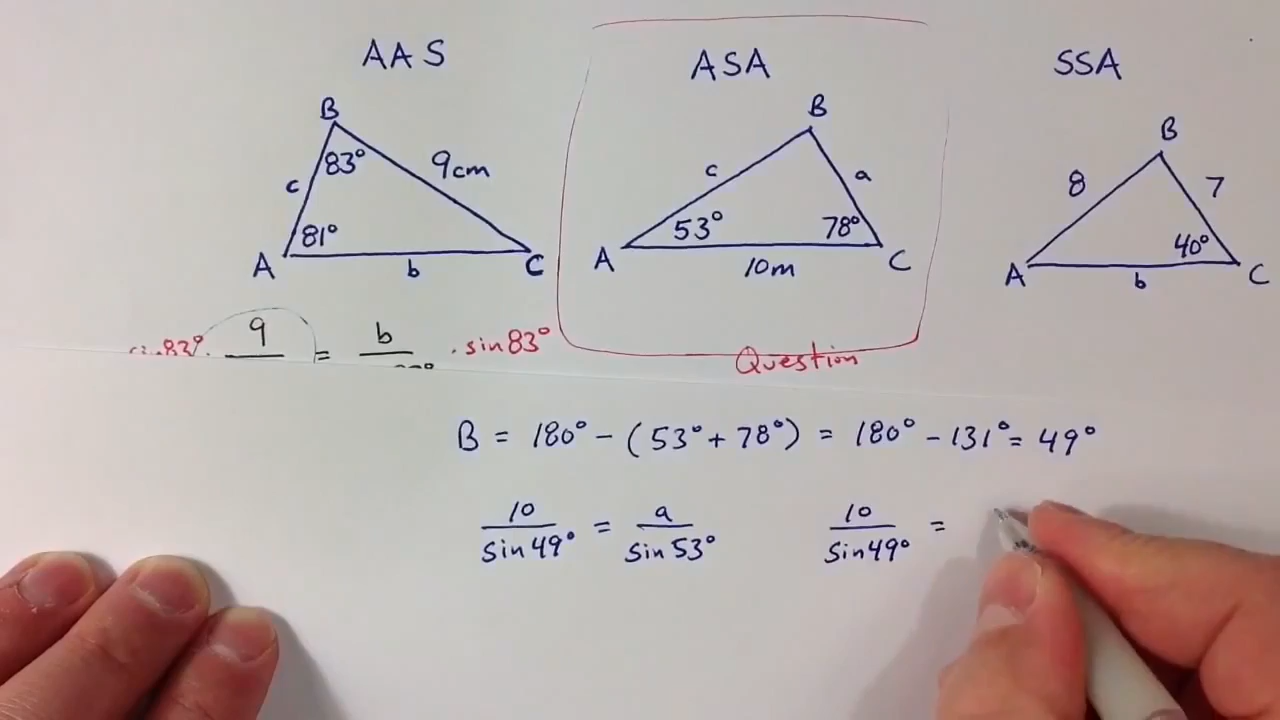 AAS
B
83°
9cm
c
81°
A
b
C
ASA
B
c
a
53°
78°
A
10m
C
SSA
B
8
7
40°
A
b
C
9 = b · sin83°
Question
B = 180° - (53° + 78°) = 180° - 131° = 49°
10/sin49° = a/sin53°
10/sin49° =